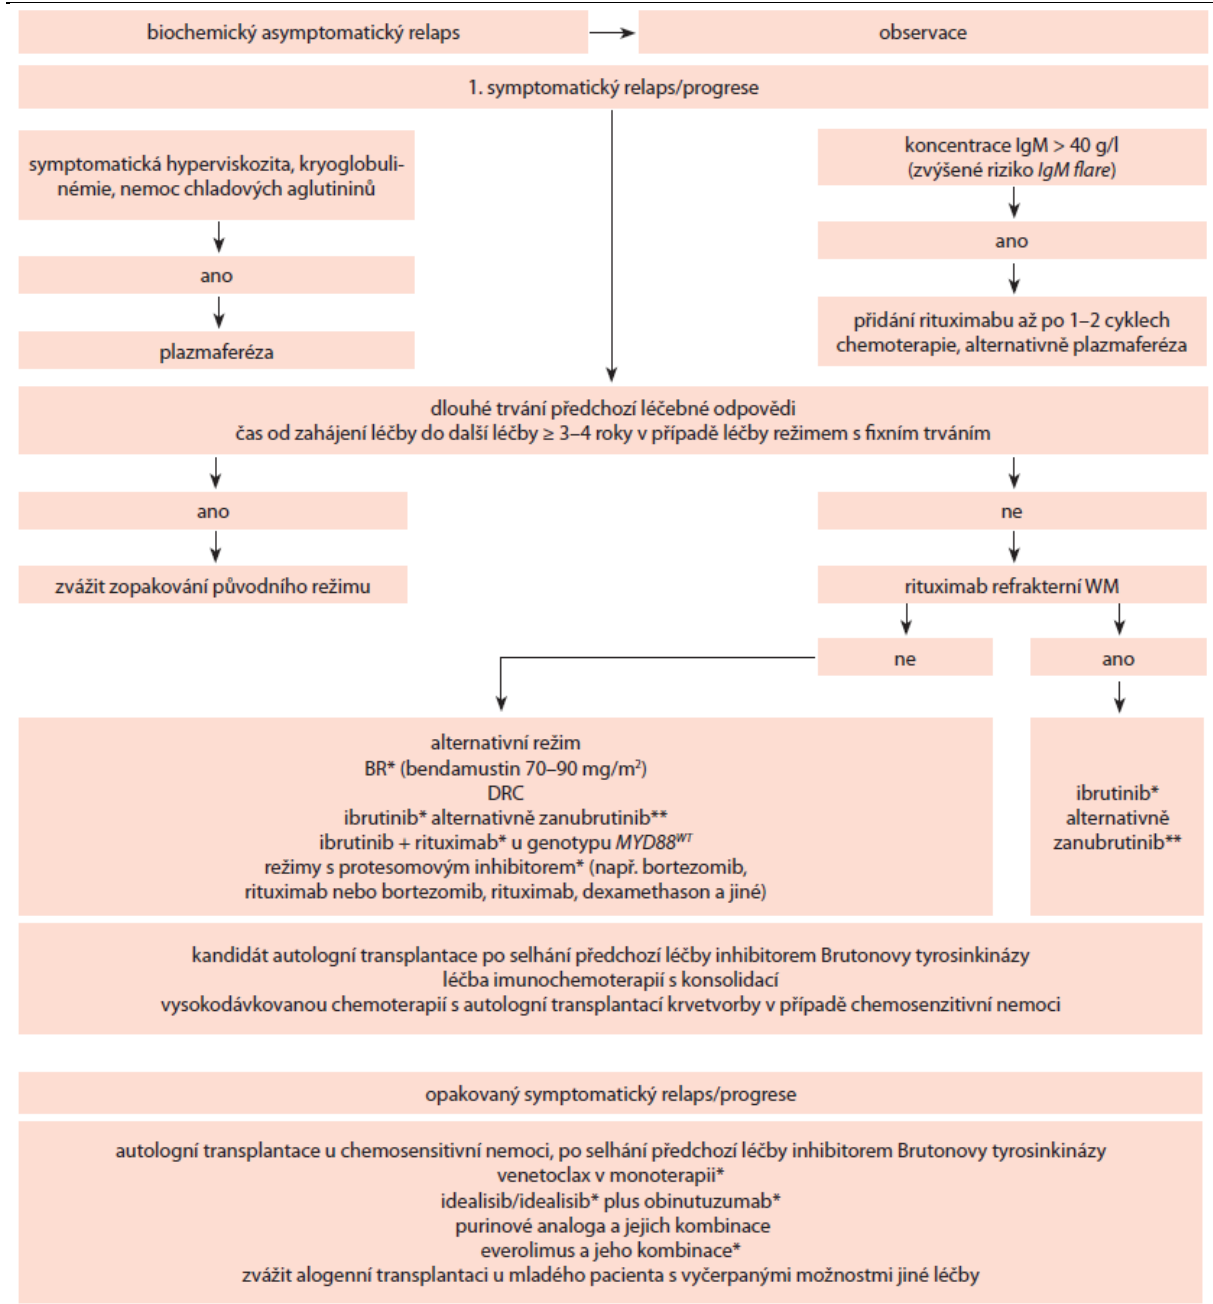 biochemický asymptomatický relaps
observace
1. symptomatický relaps/progrese
symptomatická hyperviskozita, kryoglobuli-
némie, nemoc chladových aglutininů
ano
plazmaferéza
koncentrace IgM > 40 g/l
(zvýšené riziko IgM flare)
ano
přidání rituximabu až po 1–2 cyklech
chemoterapie, alternativně plazmaferéza
dlouhé trvání předchozí léčebné odpovědi
čas od zahájení léčby do další léčby ≥ 3–4 roky v případě léčby režimem s fixním trváním
ano
zvážit zopakování původního režimu
ne
rituximab refrakterní WM
ne
ano
alternativní režim
BR* (bendamustin 70–90 mg/m²)
DRC
ibrutinib* alternativně zanubrutinib**
ibrutinib + rituximab* u genotypu MYD88ᵂᵀ
režimy s protesomovým inhibitorem* (např. bortezomib,
rituximab nebo bortezomib, rituximab, dexamethason a jiné)
ibrutinib*
alternativně
zanubrutinib**
kandidát autologní transplantace po selhání předchozí léčby inhibitorem Brutonovy tyrosinkinázy
léčba imunochemoterapií s konsolidací
vysokodávkovanou chemoterapií s autologní transplantací krvetvorby v případě chemosenzitivní nemoci
opakovaný symptomatický relaps/progrese
autologní transplantace u chemosensitivní nemoci, po selhání předchozí léčby inhibitorem Brutonovy tyrosinkinázy
venetoclax v monoterapii*
idealisib/idealisib* plus obinutuzumab*
purinové analoga a jejich kombinace
everolimus a jeho kombinace*
zvážit alogenní transplantaci u mladého pacienta s vyčerpanými možnostmi jiné léčby